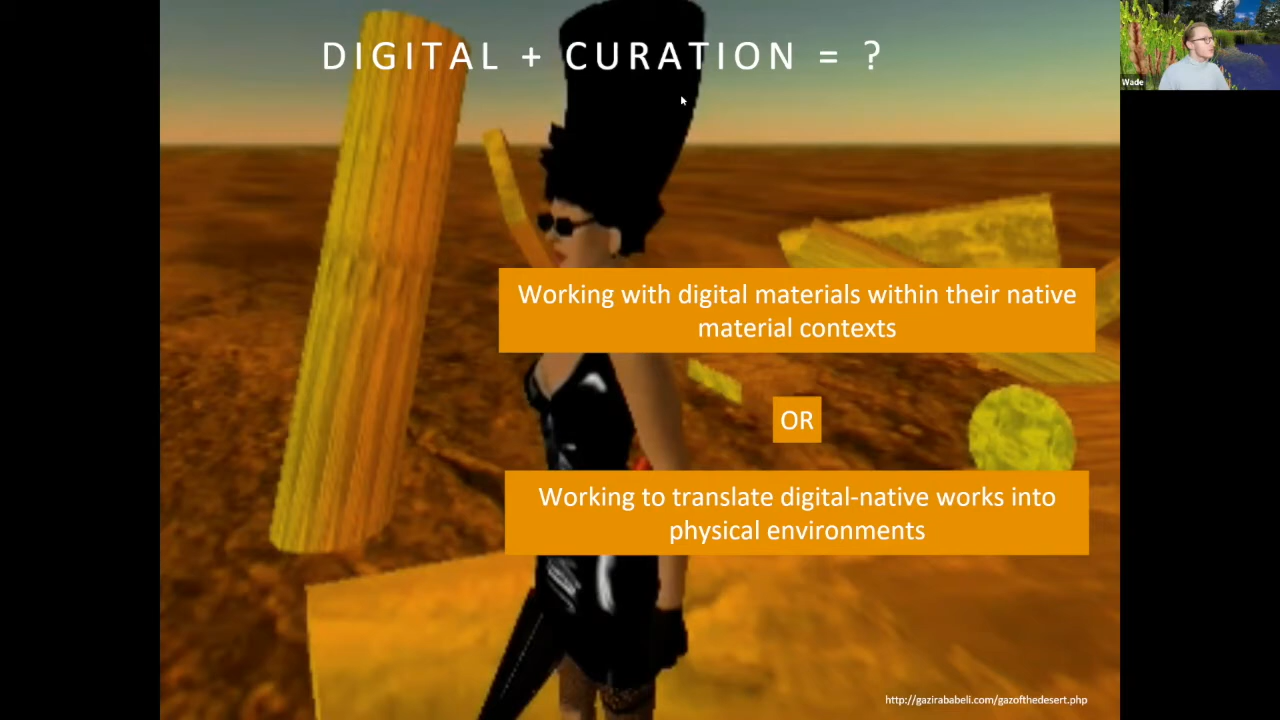 DIGITAL + CURATION = ?
Wade
Working with digital materials within their native
material contexts
OR
Working to translate digital-native works into
physical environments
http://gazirababeli.com/gazofthedesert.php